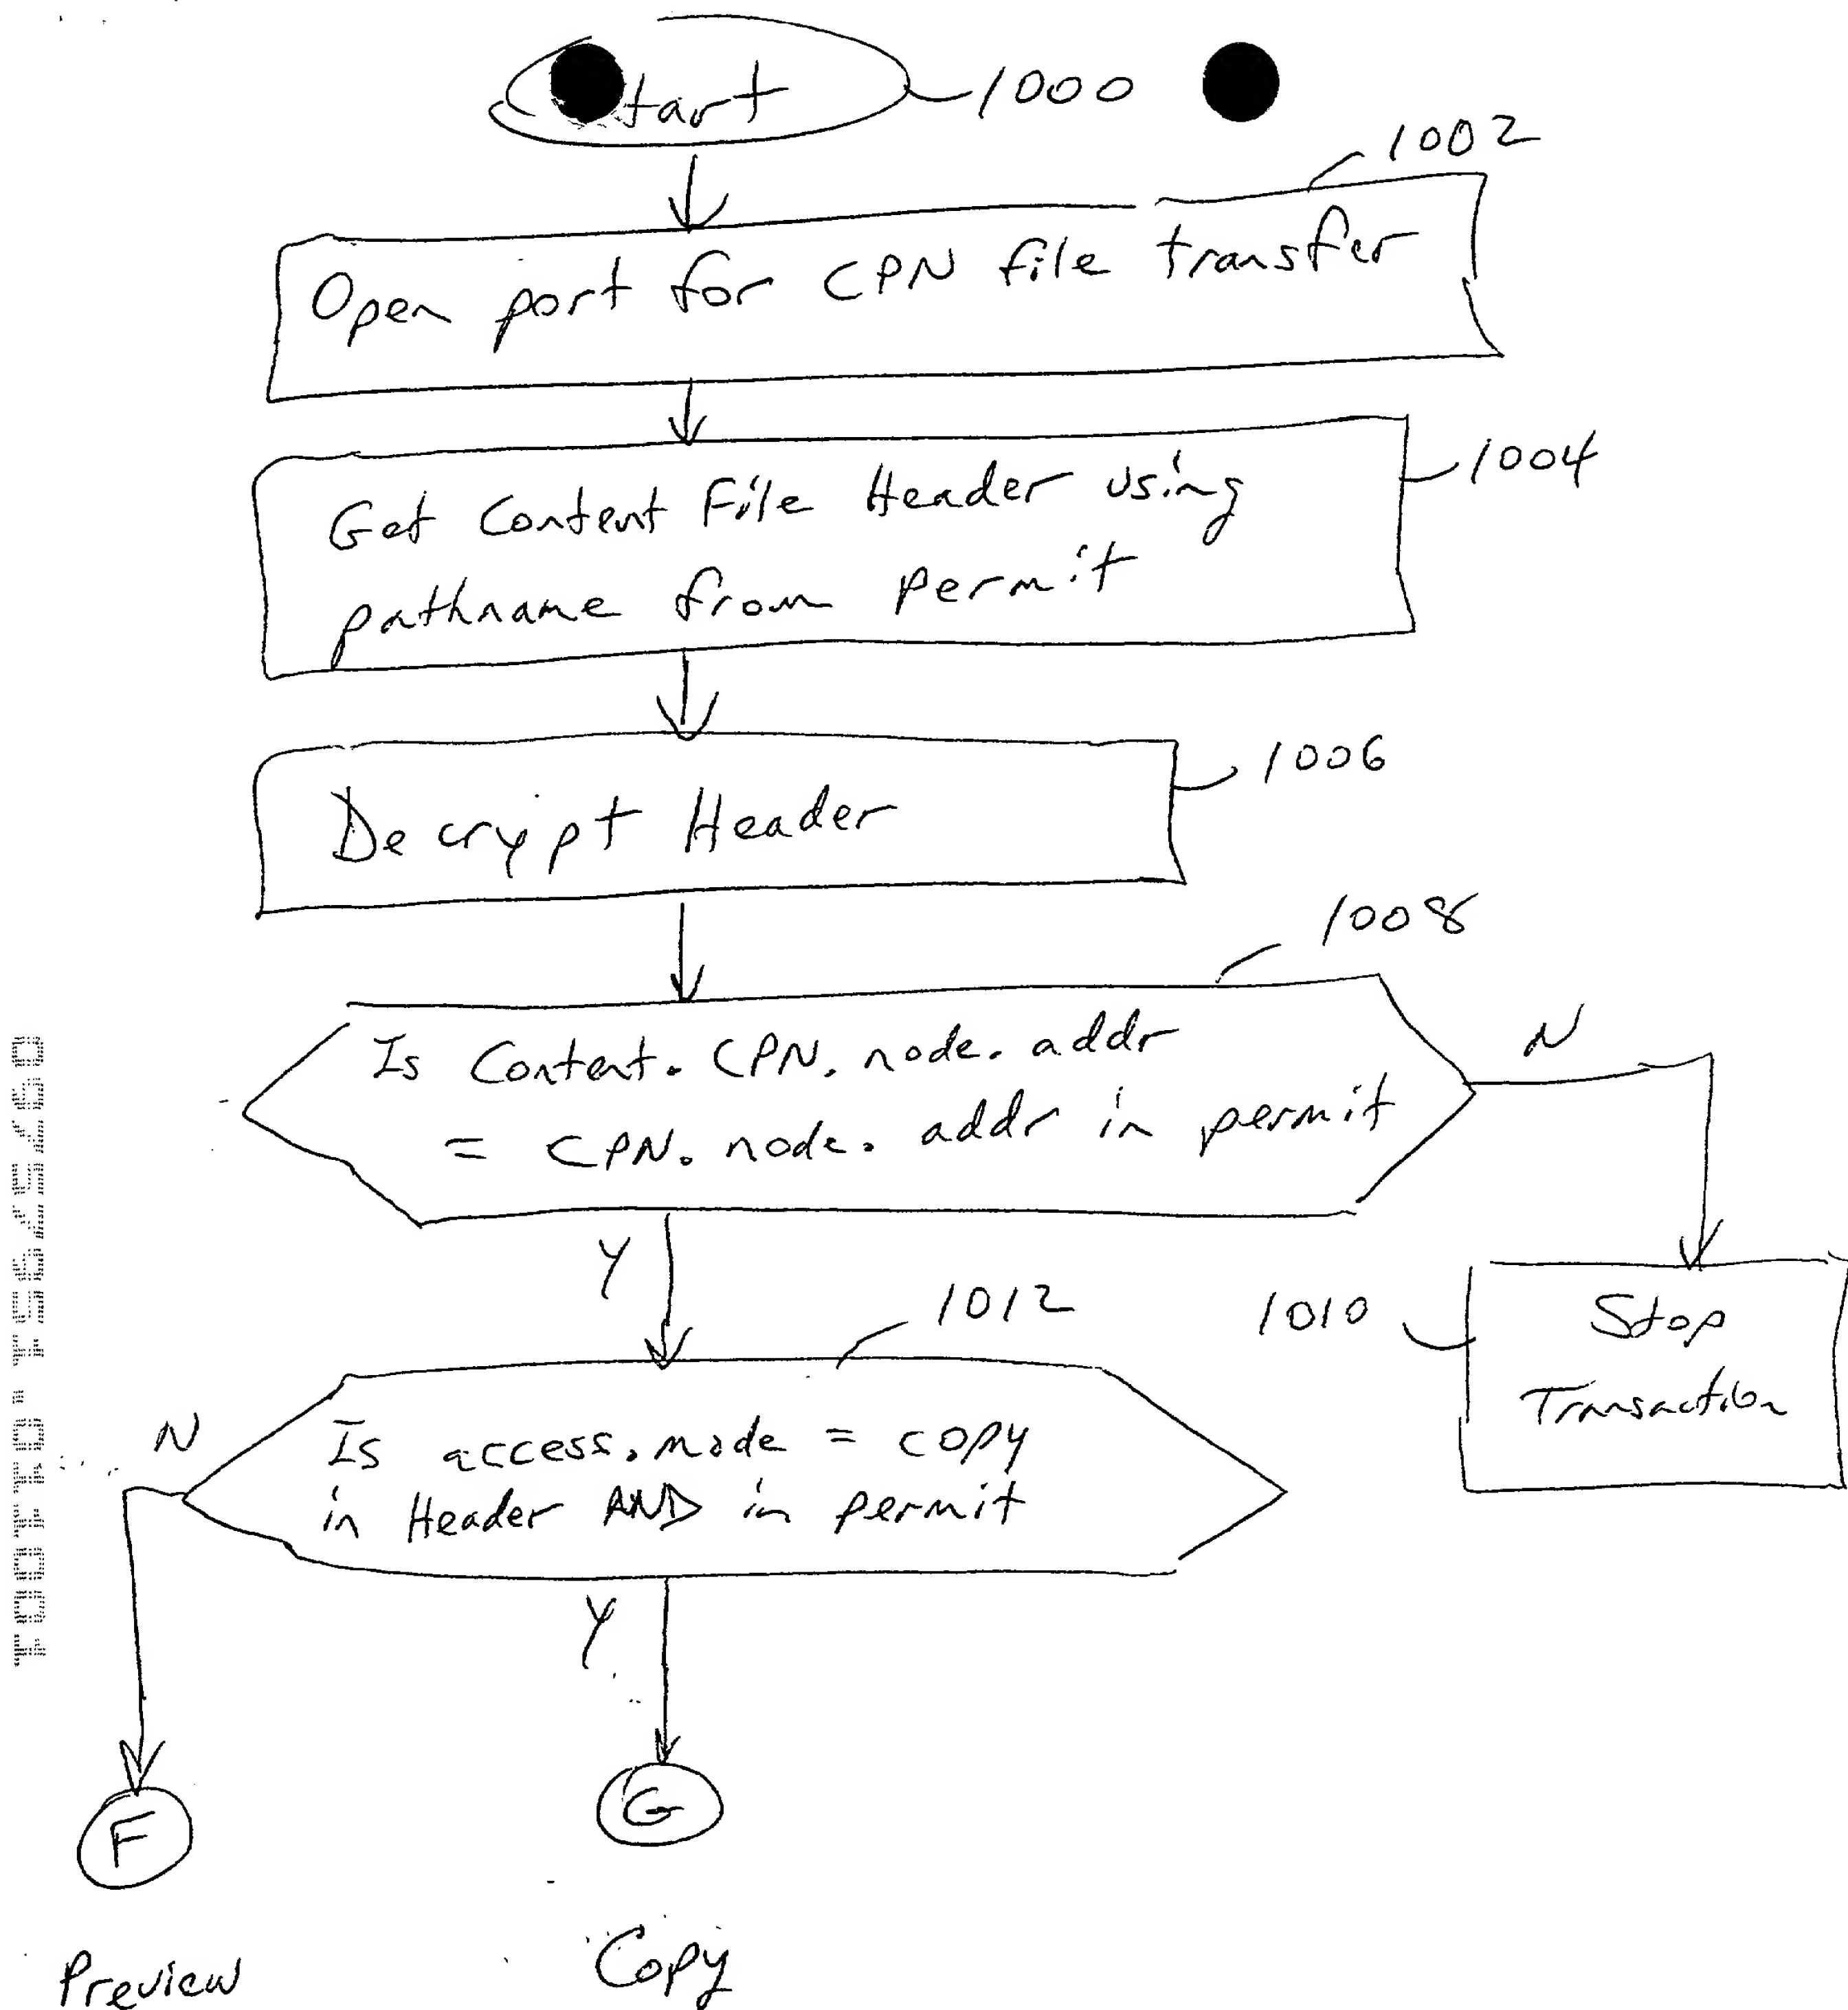 tart 1000
1002
Open port for CPN file transfer
1004
Get Content File Header using
pathname from permit
1006
Decrypt Header
1008
Is Content. CPN. node. addr
= CPN. node. addr in permit
N
Y
1012
1010
Stop
Transaction
N
Is access.mode = copy
in Header AND in permit
Y
F
G
Preview
Copy